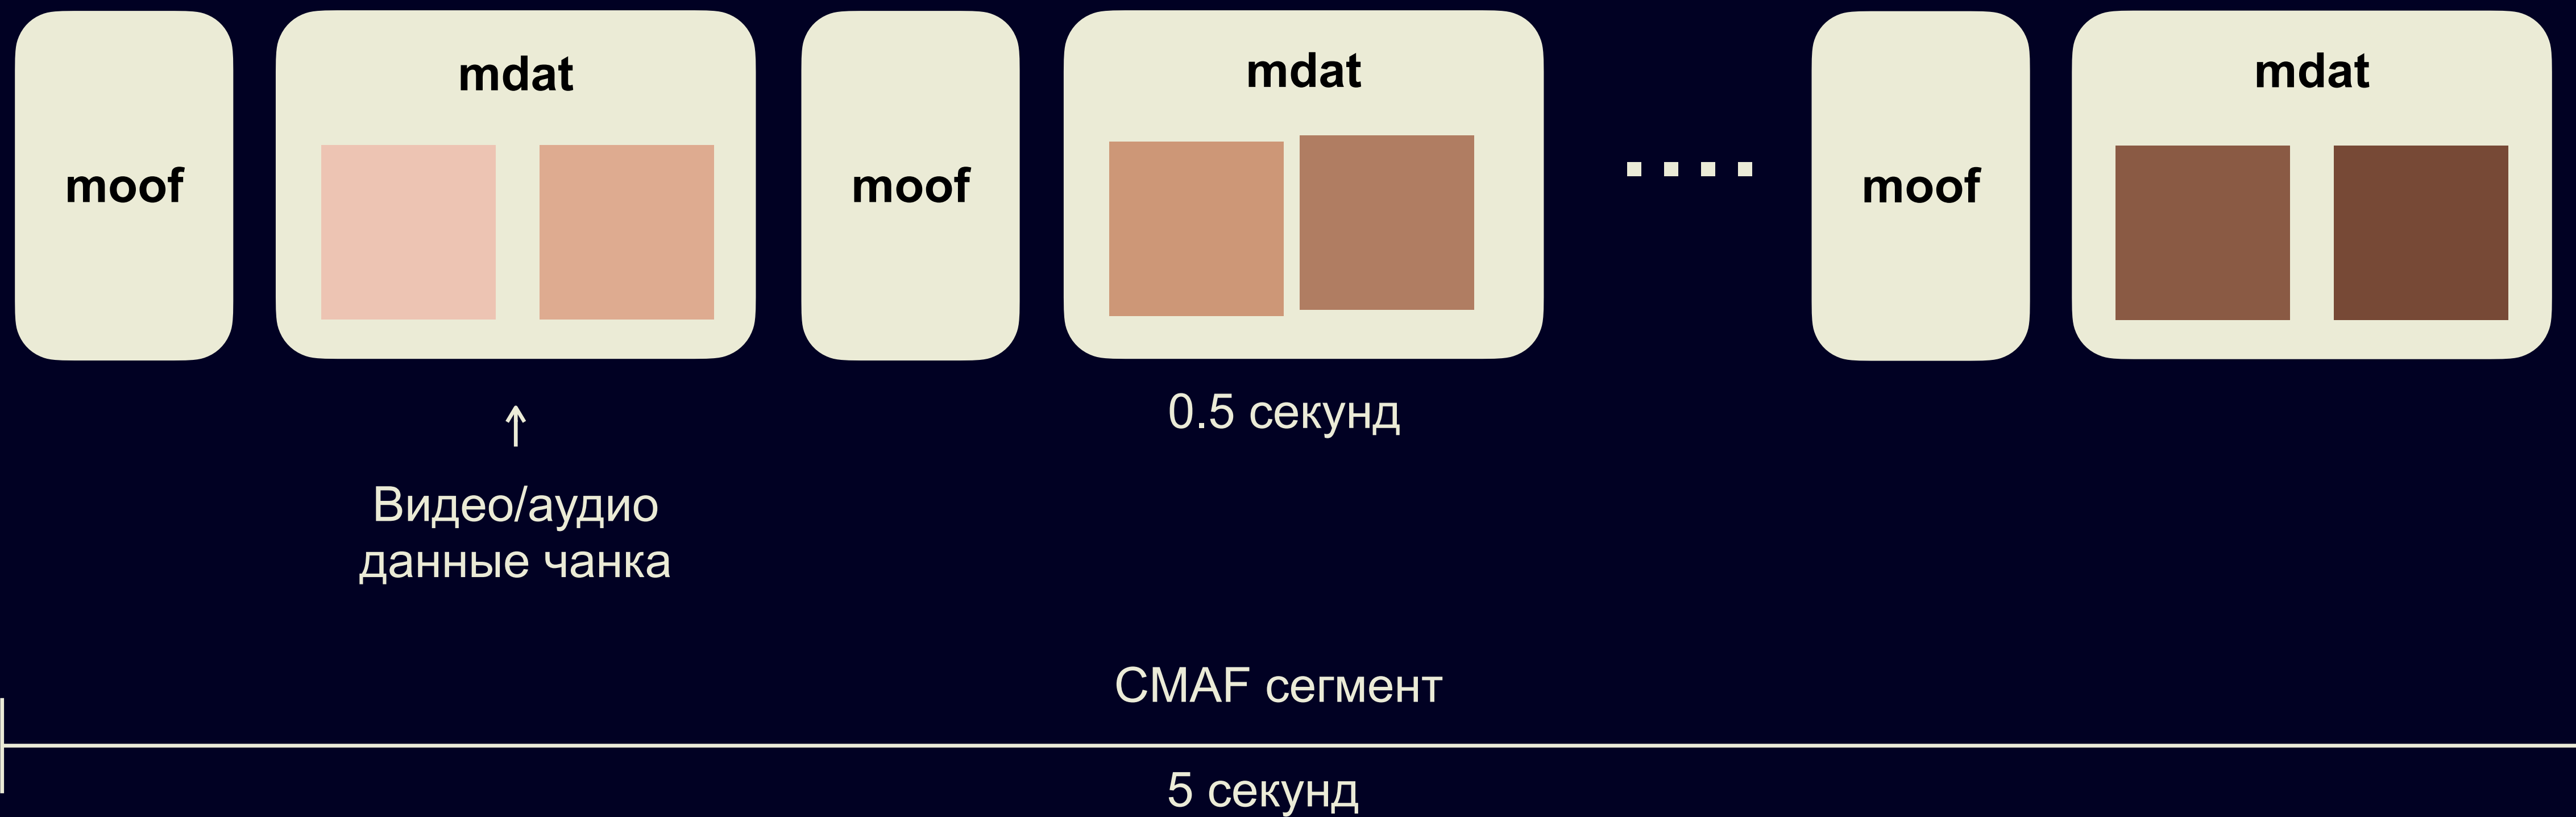 moof
mdat
moof
mdat
....
moof
mdat
0.5 секунд
↑
Видео/аудио
данные чанка
CMAF сегмент
5 секунд